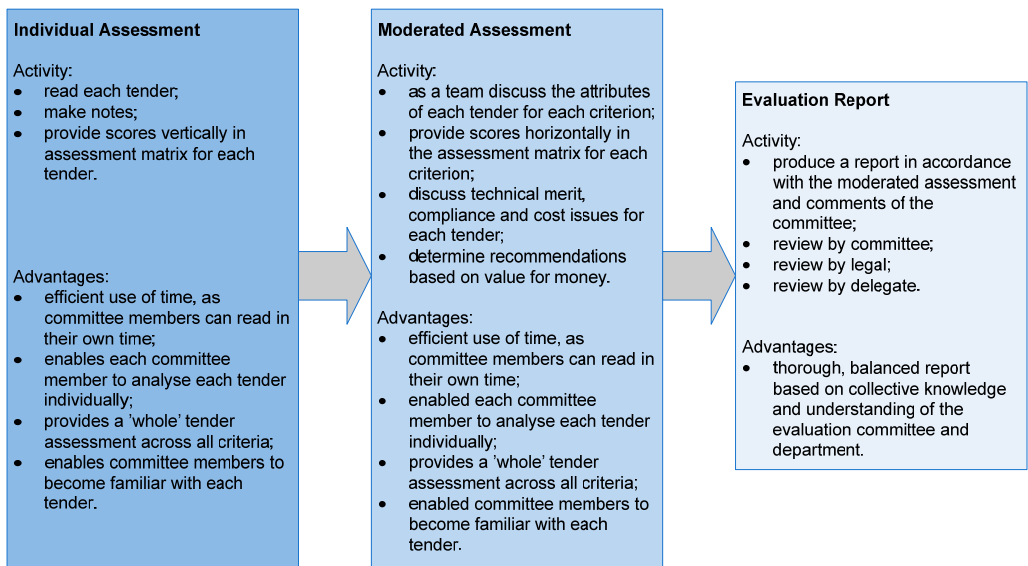 Individual Assessment
Activity:
• read each tender;
• make notes;
• provide scores vertically in
assessment matrix for each
tender.
Advantages:
• efficient use of time, as
committee members can read in
their own time;
• enables each committee
member to analyse each tender
individually;
• provides a 'whole' tender
assessment across all criteria;
• enables committee members to
become familiar with each
tender.
Moderated Assessment
Activity:
• as a team discuss the attributes
of each tender for each criterion;
• provide scores horizontally in
the assessment matrix for each
criterion;
• discuss technical merit,
compliance and cost issues for
each tender;
• determine recommendations
based on value for money.
Advantages:
• efficient use of time, as
committee members can read in
their own time;
• enabled each committee
member to analyse each tender
individually;
• provides a 'whole' tender
assessment across all criteria;
• enabled committee members to
become familiar with each
tender.
Evaluation Report
Activity:
• produce a report in accordance
with the moderated assessment
and comments of the
committee;
• review by committee;
• review by legal;
• review by delegate.
Advantages:
• thorough, balanced report
based on collective knowledge
and understanding of the
evaluation committee and
department.